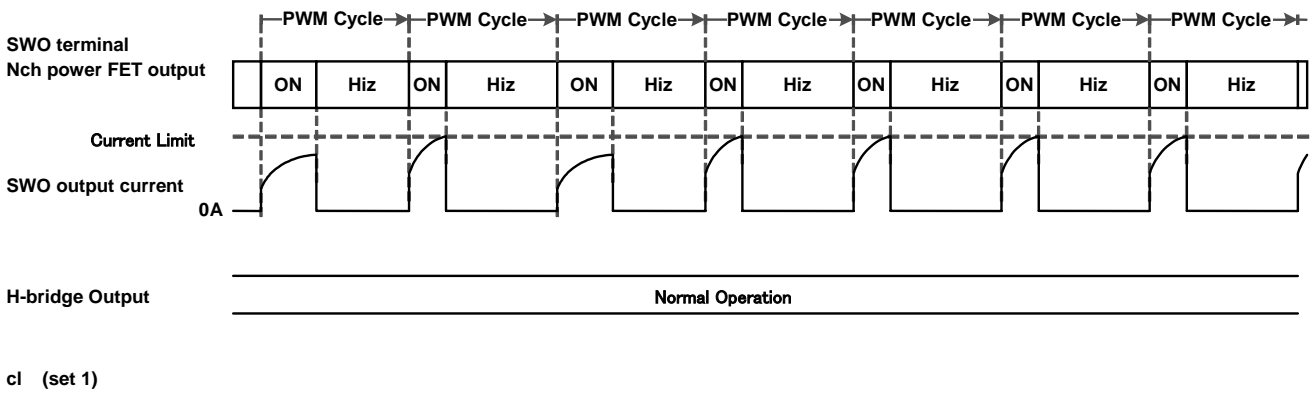 PWM Cycle PWM Cycle PWM Cycle PWM Cycle PWM Cycle PWM Cycle PWM Cycle
SWO terminal
Nch power FET output
ON Hiz ON Hiz ON Hiz ON Hiz ON Hiz ON Hiz ON Hiz
Current Limit
SWO output current
0A
H-bridge Output
Normal Operation
cl (set 1)